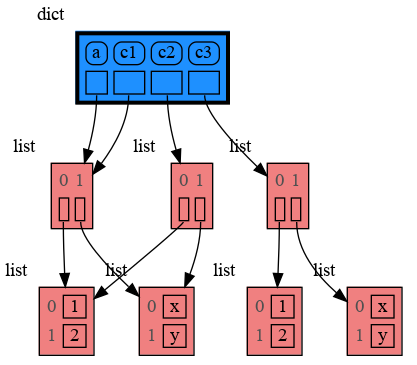 dict
a c1 c2 c3
list list list
0 1 0 1 0 1
list list list list
0 1 0 x 0 1 0 x
1 2 1 y 1 2 1 y